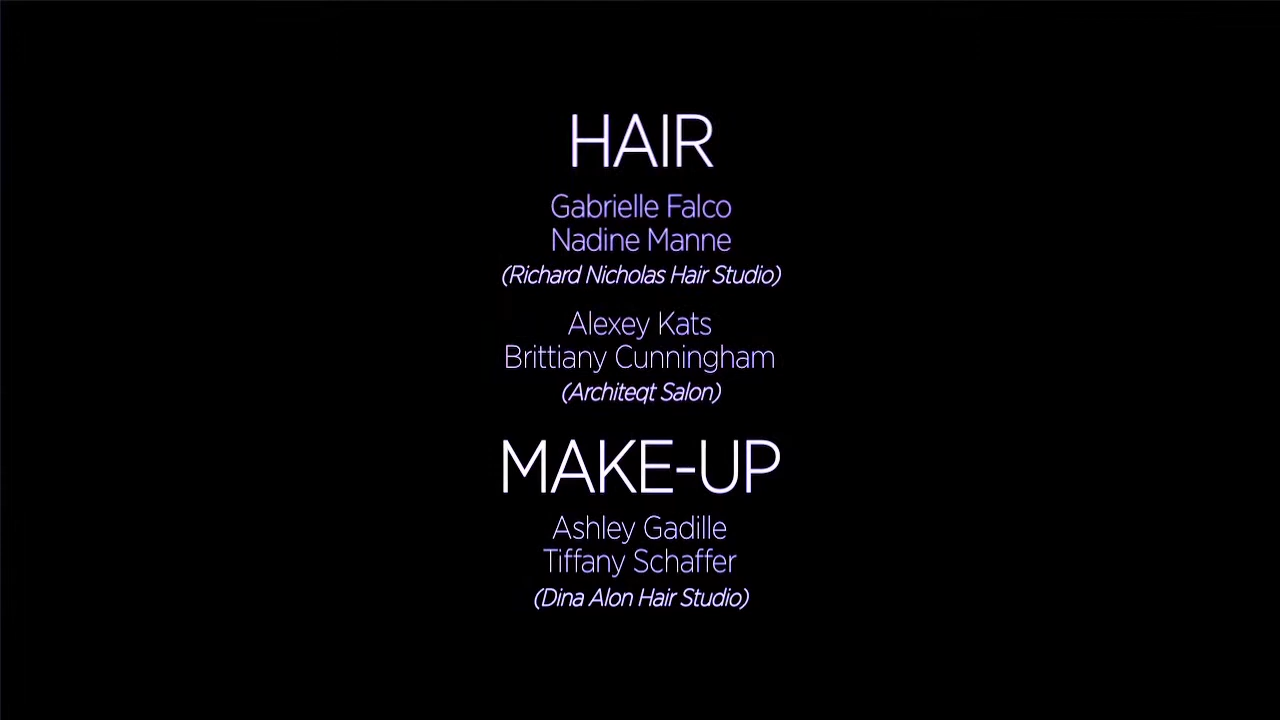 HAIR
Gabrielle Falco
Nadine Manne
(Richard Nicholas Hair Studio)
Alexey Kats
Brittiany Cunningham
(Architeqt Salon)
MAKE-UP
Ashley Gadille
Tiffany Schaffer
(Dina Alon Hair Studio)